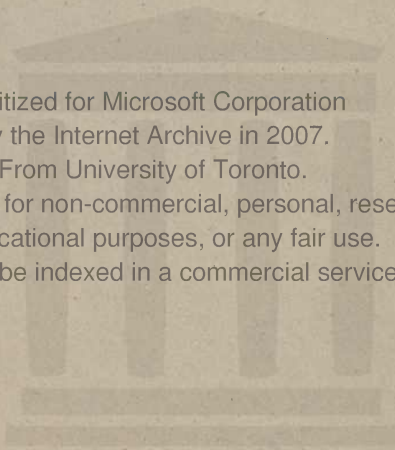 itized for Microsoft Corporation
the Internet Archive in 2007.
From University of Toronto.
for non-commercial, personal, rese
cational purposes, or any fair use.
be indexed in a commercial service